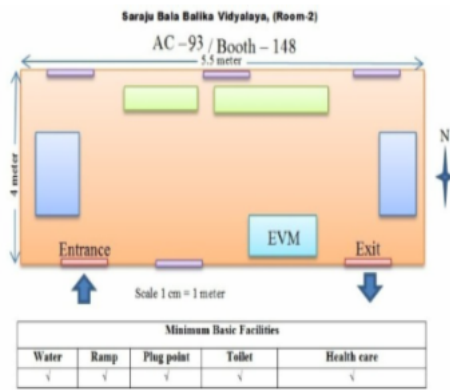 Saraju Bala Balika Vidyalaya, (Room-2)
AC –93 / Booth – 148
5.5 meter
4 meter
N
EVM
Entrance
Exit
Scale 1 cm = 1 meter
Minimum Basic Facilities
Water Ramp Plug point Toilet Health care
√ √ √ √ √